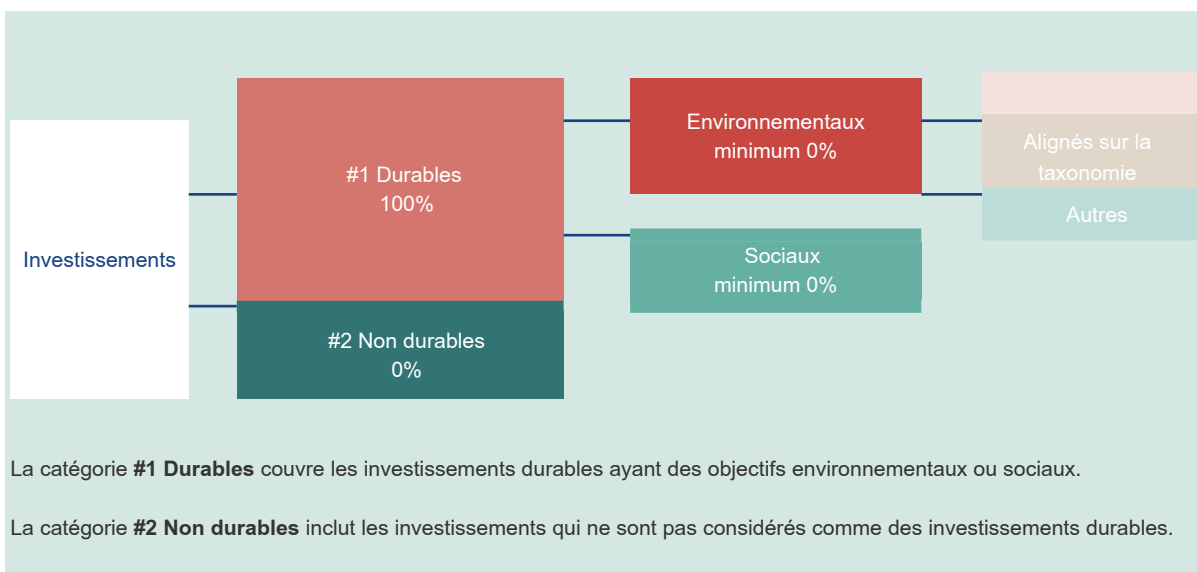 Investissements
#1 Durables
100%
#2 Non durables
0%
Environnementaux
minimum 0%
Sociaux
minimum 0%
Alignés sur la
taxonomie
Autres
La catégorie #1 Durables couvre les investissements durables ayant des objectifs environnementaux ou sociaux.
La catégorie #2 Non durables inclut les investissements qui ne sont pas considérés comme des investissements durables.